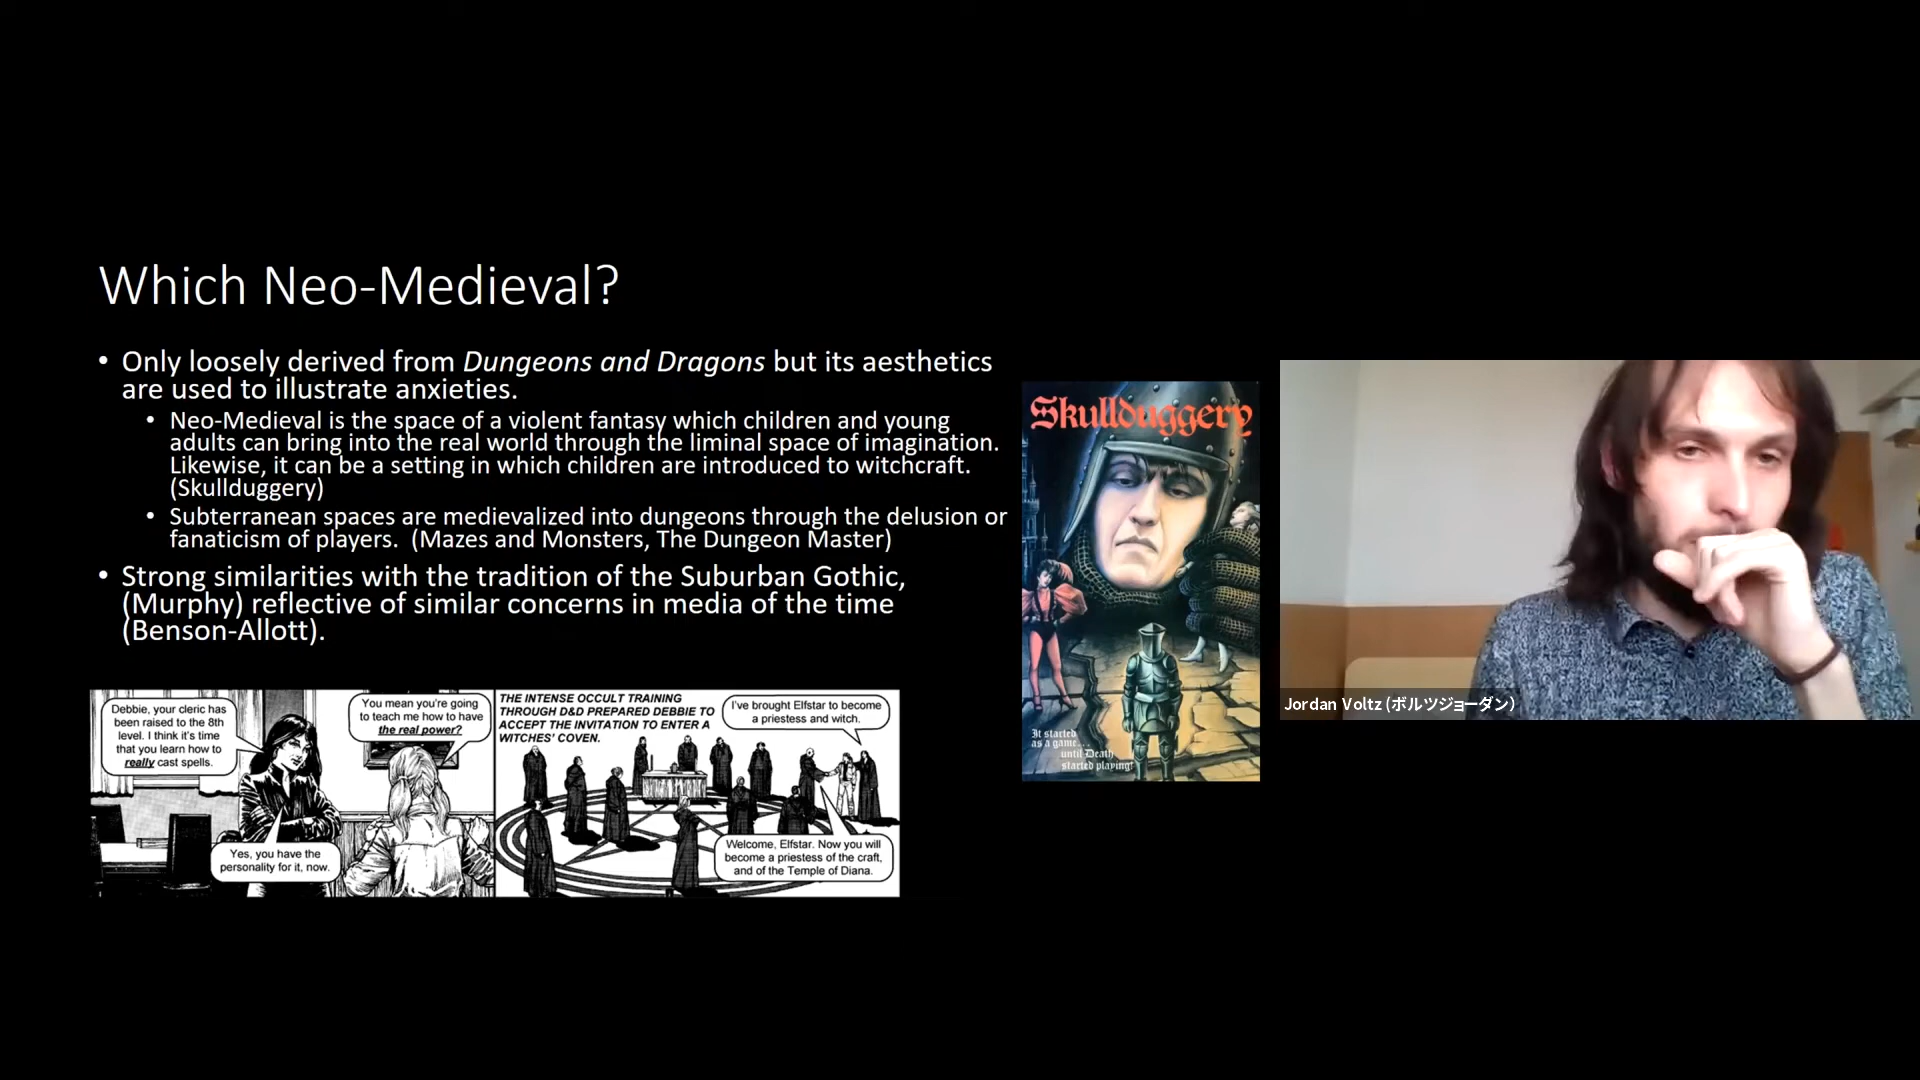 Which Neo-Medieval?
• Only loosely derived from Dungeons and Dragons but its aesthetics
are used to illustrate anxieties.
• Neo-Medieval is the space of a violent fantasy which children and young
adults can bring into the real world through the liminal space of imagination.
Likewise, it can be a setting in which children are introduced to witchcraft.
(Skullduggery)
• Subterranean spaces are medievalized into dungeons through the delusion or
fanaticism of players.  (Mazes and Monsters, The Dungeon Master)
• Strong similarities with the tradition of the Suburban Gothic,
(Murphy) reflective of similar concerns in media of the time
(Benson-Allott).
Debbie, your cleric has
been raised to the 8th
level. I think it's time
that you learn how to
really cast spells.
You mean you're going
to teach me how to have
the real power?
Yes, you have the
personality for it, now.
THE INTENSE OCCULT TRAINING
THROUGH D&D PREPARED DEBBIE TO
ACCEPT THE INVITATION TO ENTER A
WITCHES' COVEN.
I've brought Elfstar to become
a priestess and witch.
Welcome, Elfstar. Now you will
become a priestess of the craft,
and of the Temple of Diana.
Skullduggery
It started
as a game...
until Death
started playing!
Jordan Voltz (ボルツジョーダン)